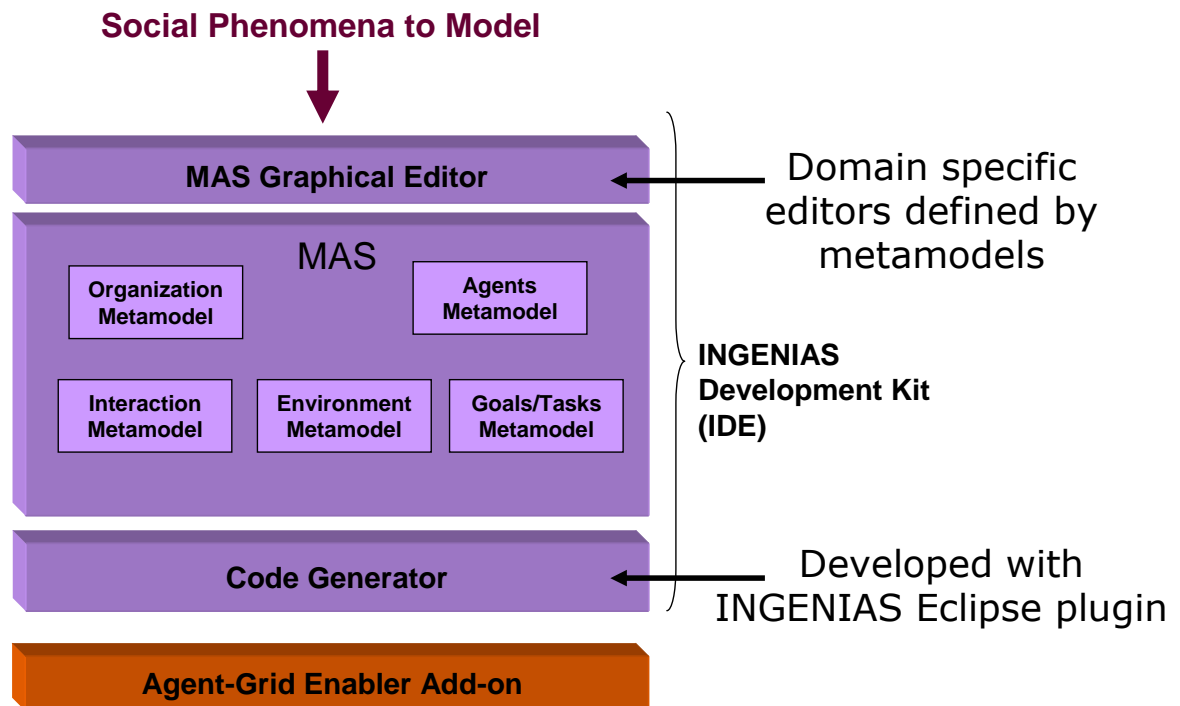 Social Phenomena to Model
MAS Graphical Editor
Domain specific
editors defined by
metamodels
MAS
Organization
Metamodel
Agents
Metamodel
Interaction
Metamodel
Environment
Metamodel
Goals/Tasks
Metamodel
INGENIAS
Development Kit
(IDE)
Code Generator
Developed with
INGENIAS Eclipse plugin
Agent-Grid Enabler Add-on